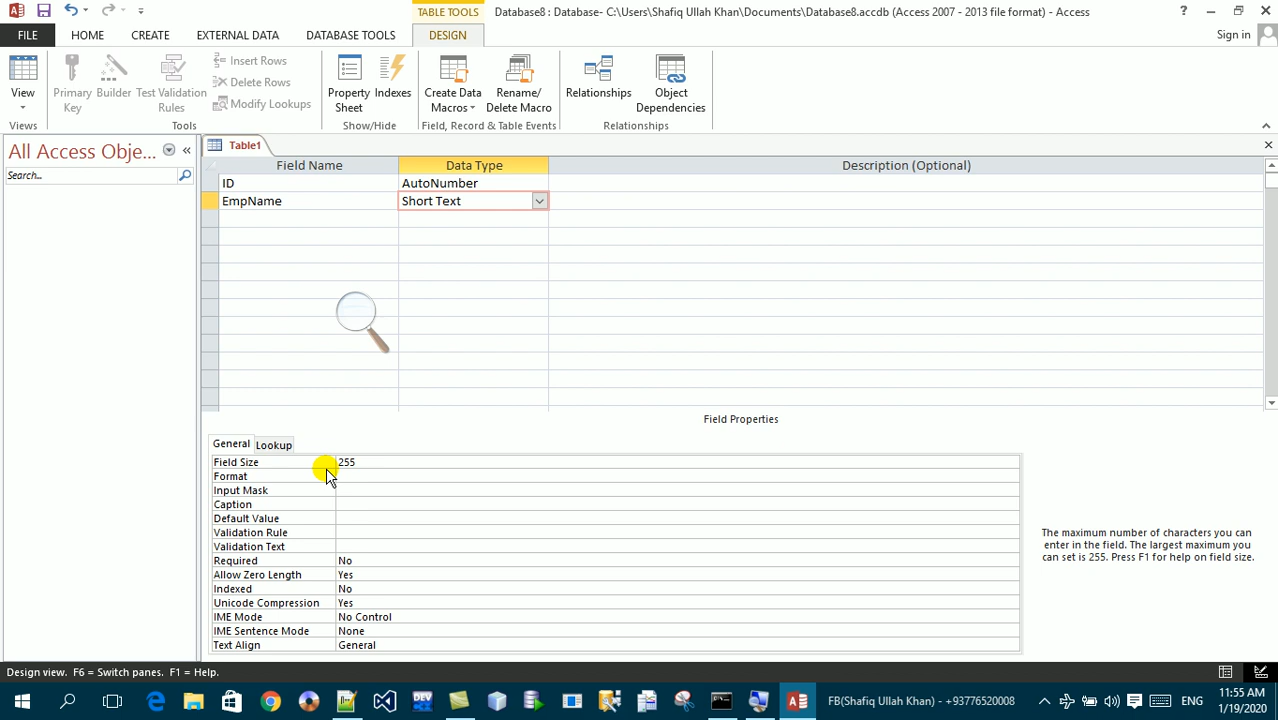 TABLE TOOLS
Database8 : Database- C:\Users\Shafiq Ullah Khan\Documents\Database8.accdb (Access 2007 - 2013 file format) - Access
?
FILE HOME CREATE EXTERNAL DATA DATABASE TOOLS DESIGN Sign in
View
Primary Key
Builder
Test Validation Rules
Insert Rows
Delete Rows
Modify Lookups
Property Sheet
Indexes
Create Data Macros
Rename/ Delete Macro
Relationships
Object Dependencies
Views Tools Show/Hide Field, Record & Table Events Relationships
All Access Obje...
Search...
Table1
Field Name Data Type Description (Optional)
ID AutoNumber
EmpName Short Text
Field Properties
General Lookup
Field Size 255
Format
Input Mask
Caption
Default Value
Validation Rule
Validation Text
Required No
Allow Zero Length Yes
Indexed No
Unicode Compression Yes
IME Mode No Control
IME Sentence Mode None
Text Align General
The maximum number of characters you can
enter in the field. The largest maximum you
can set is 255. Press F1 for help on field size.
Design view. F6 = Switch panes. F1 = Help.
DEV
FB(Shafiq Ullah Khan) - +93776520008
ENG
11:55 AM
1/19/2020